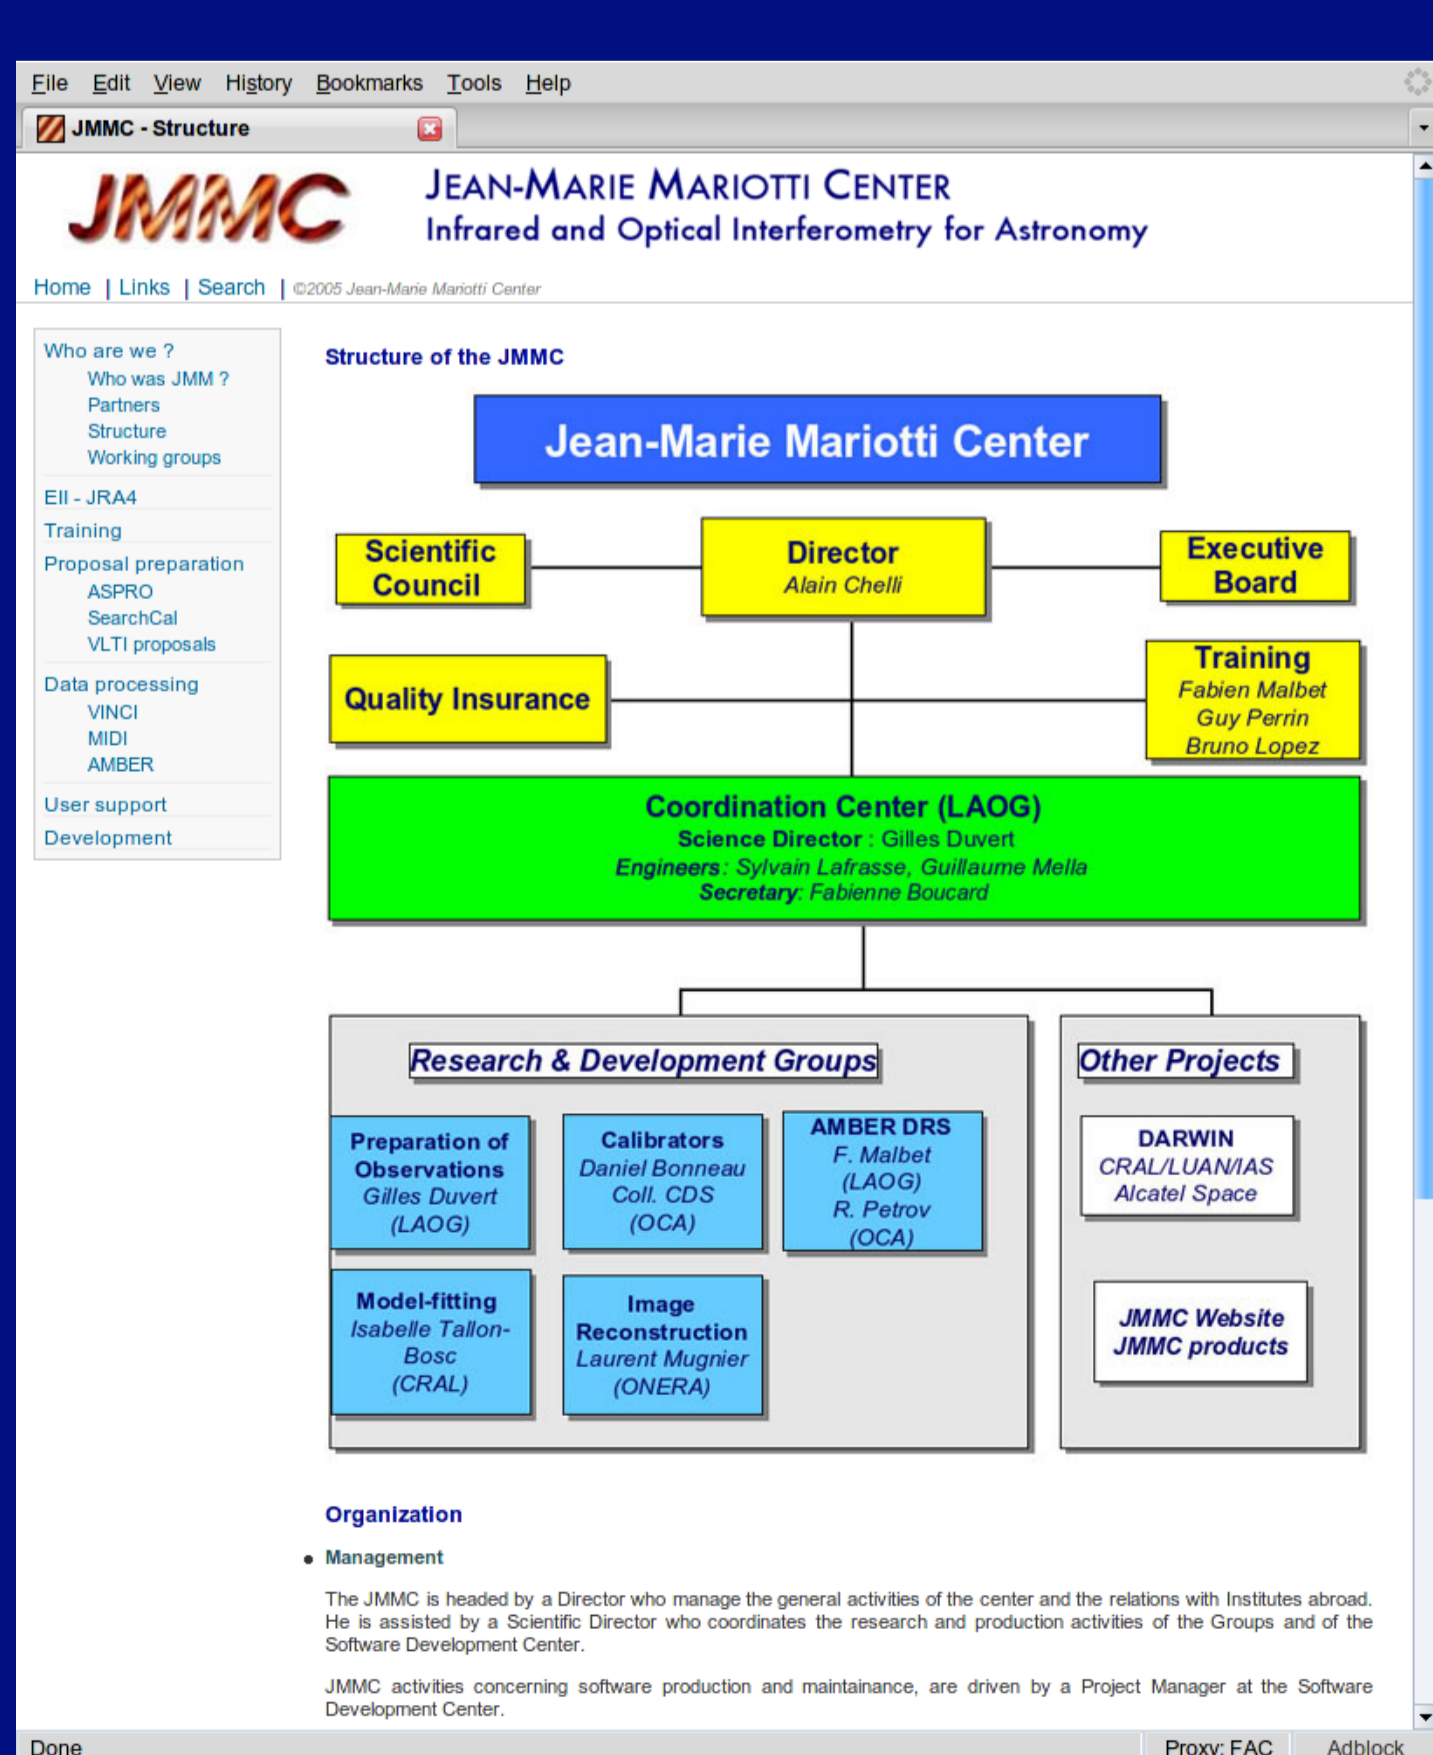 File Edit View History Bookmarks Tools Help
JMMC - Structure
JMMC
JEAN-MARIE MARIOTTI CENTER
Infrared and Optical Interferometry for Astronomy
Home | Links | Search | ©2005 Jean-Marie Mariotti Center
Who are we ?
Who was JMM ?
Partners
Structure
Working groups
EII - JRA4
Training
Proposal preparation
ASPRO
SearchCal
VLTI proposals
Data processing
VINCI
MIDI
AMBER
User support
Development
Structure of the JMMC
Jean-Marie Mariotti Center
Scientific
Council
Director
Alain Chelli
Executive
Board
Quality Insurance
Training
Fabien Malbet
Guy Perrin
Bruno Lopez
Coordination Center (LAOG)
Science Director : Gilles Duvert
Engineers: Sylvain Lafrasse, Guillaume Mella
Secretary: Fabienne Boucard
Research & Development Groups
Preparation of
Observations
Gilles Duvert
(LAOG)
Calibrators
Daniel Bonneau
Coll. CDS
(OCA)
AMBER DRS
F. Malbet
(LAOG)
R. Petrov
(OCA)
Model-fitting
Isabelle Tallon-
Bosc
(CRAL)
Image
Reconstruction
Laurent Mugnier
(ONERA)
Other Projects
DARWIN
CRAL/LUAN/IAS
Alcatel Space
JMMC Website
JMMC products
Organization
• Management
The JMMC is headed by a Director who manage the general activities of the center and the relations with Institutes abroad.
He is assisted by a Scientific Director who coordinates the research and production activities of the Groups and of the
Software Development Center.
JMMC activities concerning software production and maintainance, are driven by a Project Manager at the Software
Development Center.
Done
Proxy: FAC
Adblock